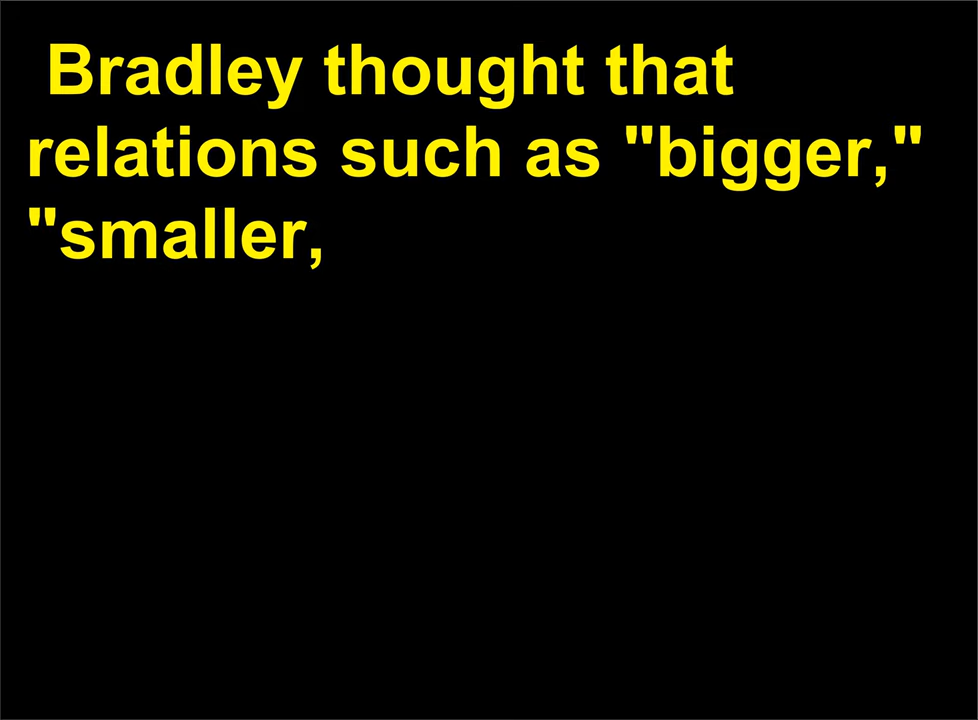 Bradley thought that
relations such as "bigger,"
"smaller,